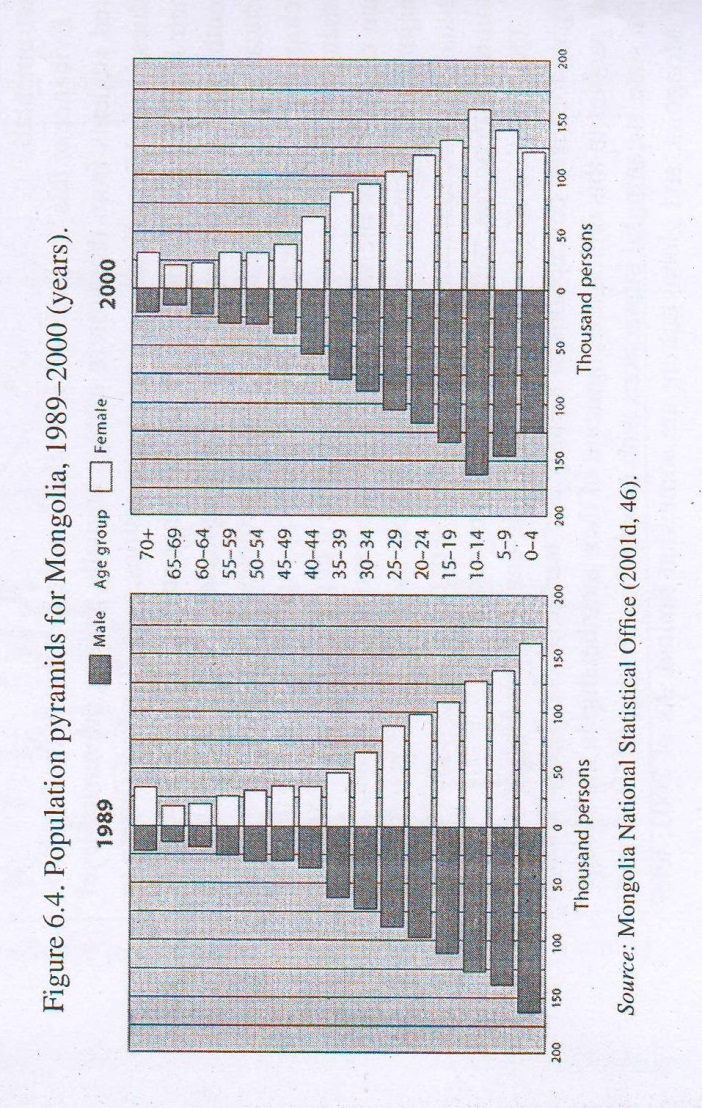 Figure 6.4. Population pyramids for Mongolia, 1989–2000 (years).
Male Age group Female
1989
2000
70+
65–69
60–64
55–59
50–54
45–49
40–44
35–39
30–34
25–29
20–24
15–19
10–14
5–9
0–4
200 150 100 50 0 50 100 150 200
200 150 100 50 0 50 100 150 200
Thousand persons
Thousand persons
Source: Mongolia National Statistical Office (2001d, 46).